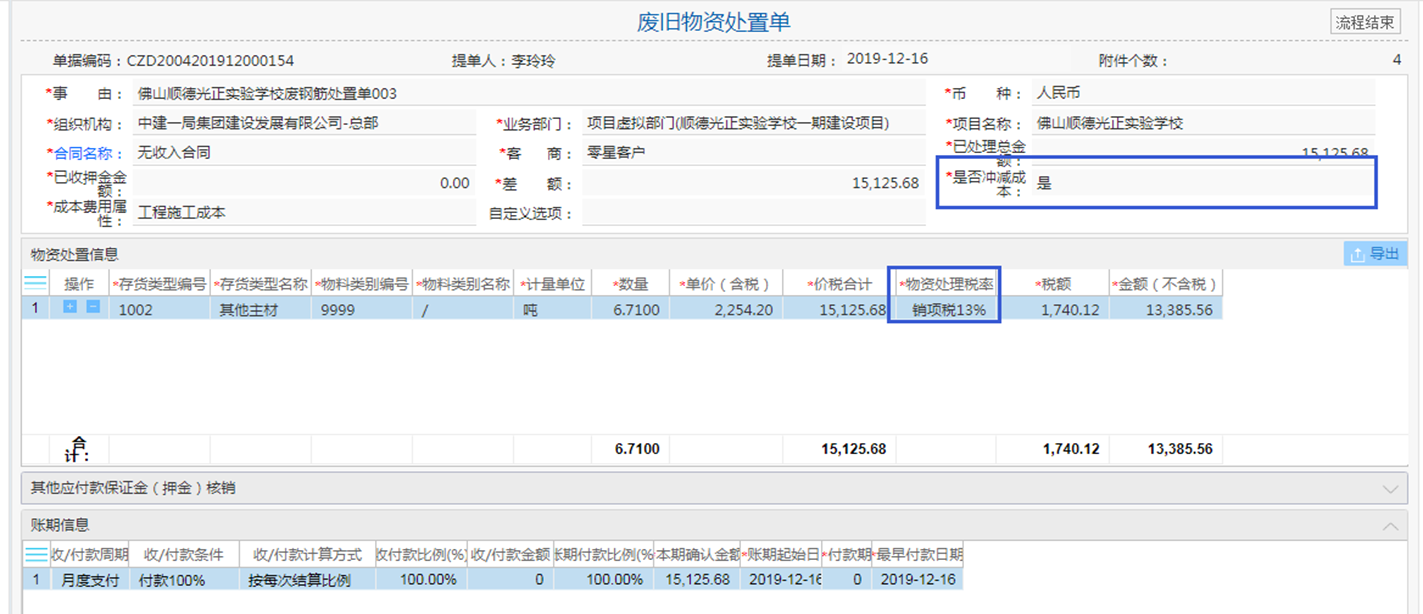 废旧物资处置单
流程结束
单据编码：CZD2004201912000154 提单人：李玲玲 提单日期：2019-12-16 附件个数： 4
*事 由：佛山顺德光正实验学校废钢筋处置单003 *币 种：人民币
*组织机构：中建一局集团建设发展有限公司-总部 *业务部门：项目虚拟部门(顺德光正实验学校一期建设项目) *项目名称：佛山顺德光正实验学校
*合同名称：无收入合同 *客 商：零星客户 *已处理总金额：15,125.68
*已收押金金额：0.00 *差 额：15,125.68 *是否冲减成本：是
*成本费用属性：工程施工成本 自定义选项：
物资处置信息 导出
操作 *存货类型编号 *存货类型名称 *物料类别编号 *物料类别名称 *计量单位 *数量 *单价（含税） *价税合计 *物资处理税率 *税额 *金额（不含税）
1 1002 其他主材 9999 / 吨 6.7100 2,254.20 15,125.68 销项税13% 1,740.12 13,385.56
合计： 6.7100 15,125.68 1,740.12 13,385.56
其他应付款保证金（押金）核销
账期信息
收/付款周期 收/付款条件 收/付款计算方式 收付款比例(%) 收/付款金额 长期付款比例(% 本期确认金额 *账期起始日 *付款期 *最早付款日期
1 月度支付 付款100% 按每次结算比例 100.00% 0 100.00% 15,125.68 2019-12-16 0 2019-12-16